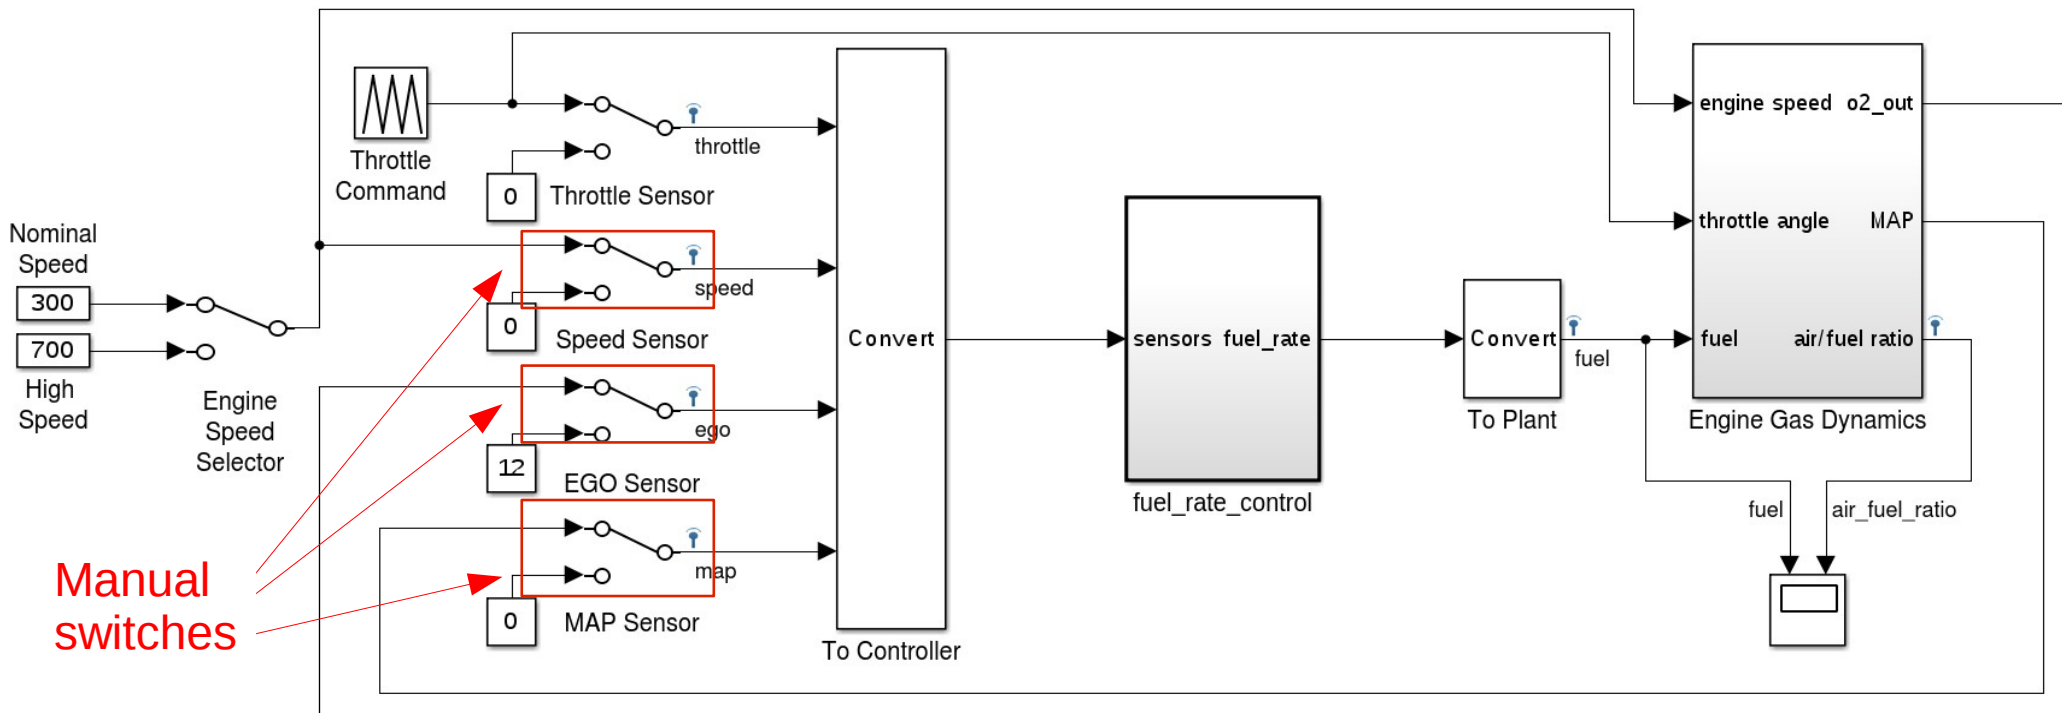 Throttle
Command
throttle
0
Throttle Sensor
Nominal
Speed
300
700
High
Speed
Engine
Speed
Selector
speed
0
Speed Sensor
ego
12
EGO Sensor
map
0
MAP Sensor
Manual
switches
Convert
To Controller
sensors fuel_rate
fuel_rate_control
Convert
To Plant
fuel
engine speed o2_out
throttle angle MAP
fuel air/fuel ratio
Engine Gas Dynamics
fuel
air_fuel_ratio